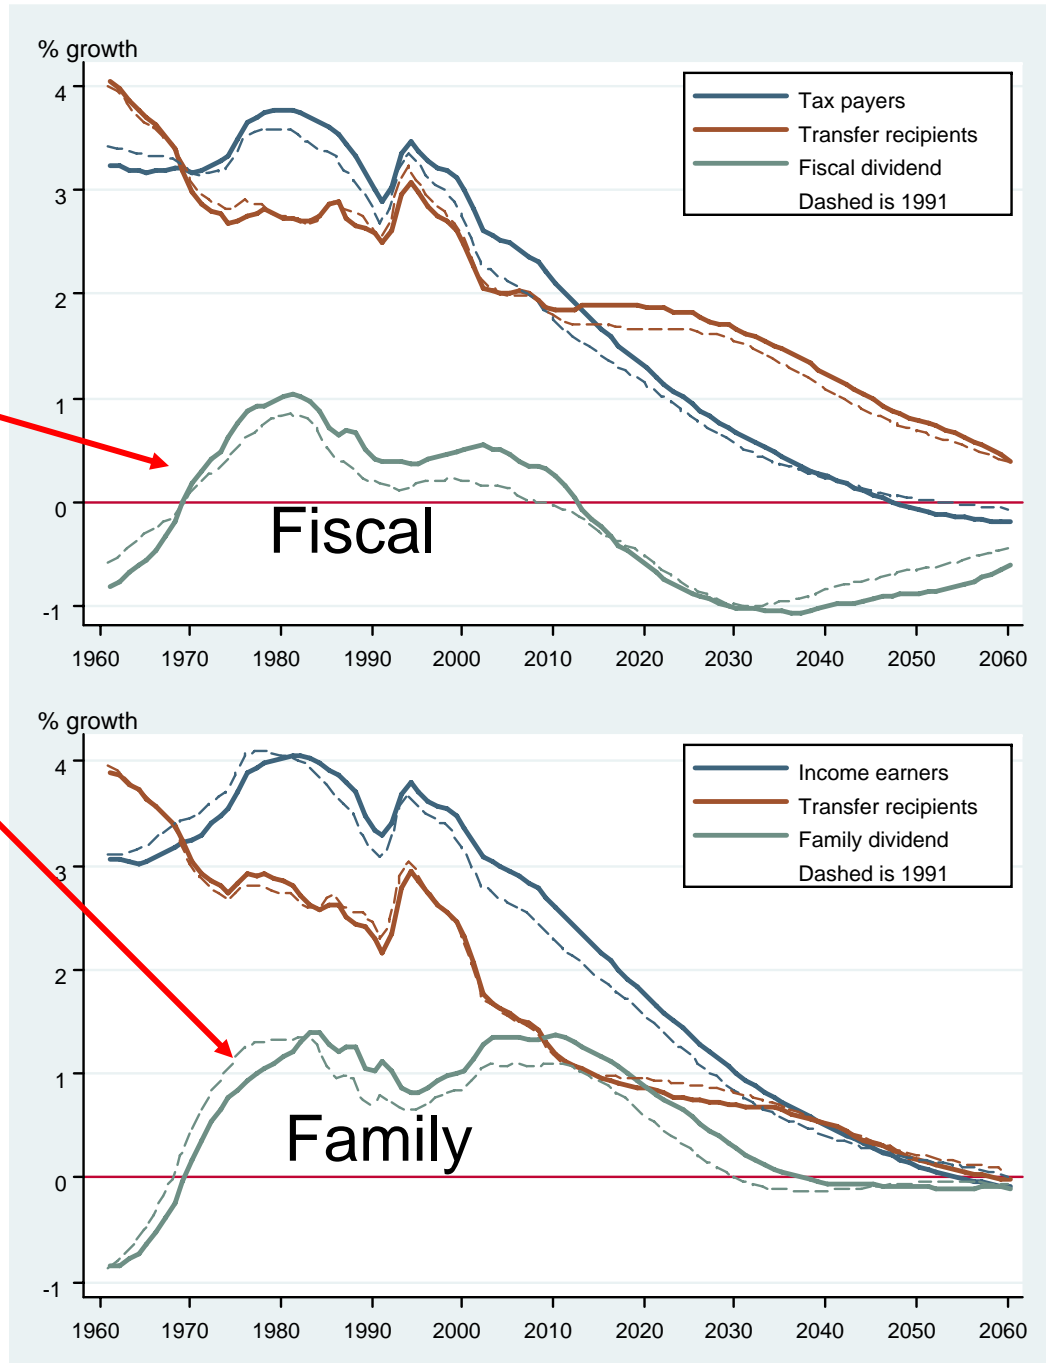 % growth
4
3
2
1
0
-1
Tax payers
Transfer recipients
Fiscal dividend
Dashed is 1991
Fiscal
1960 1970 1980 1990 2000 2010 2020 2030 2040 2050 2060
% growth
4
3
2
1
0
-1
Income earners
Transfer recipients
Family dividend
Dashed is 1991
Family
1960 1970 1980 1990 2000 2010 2020 2030 2040 2050 2060